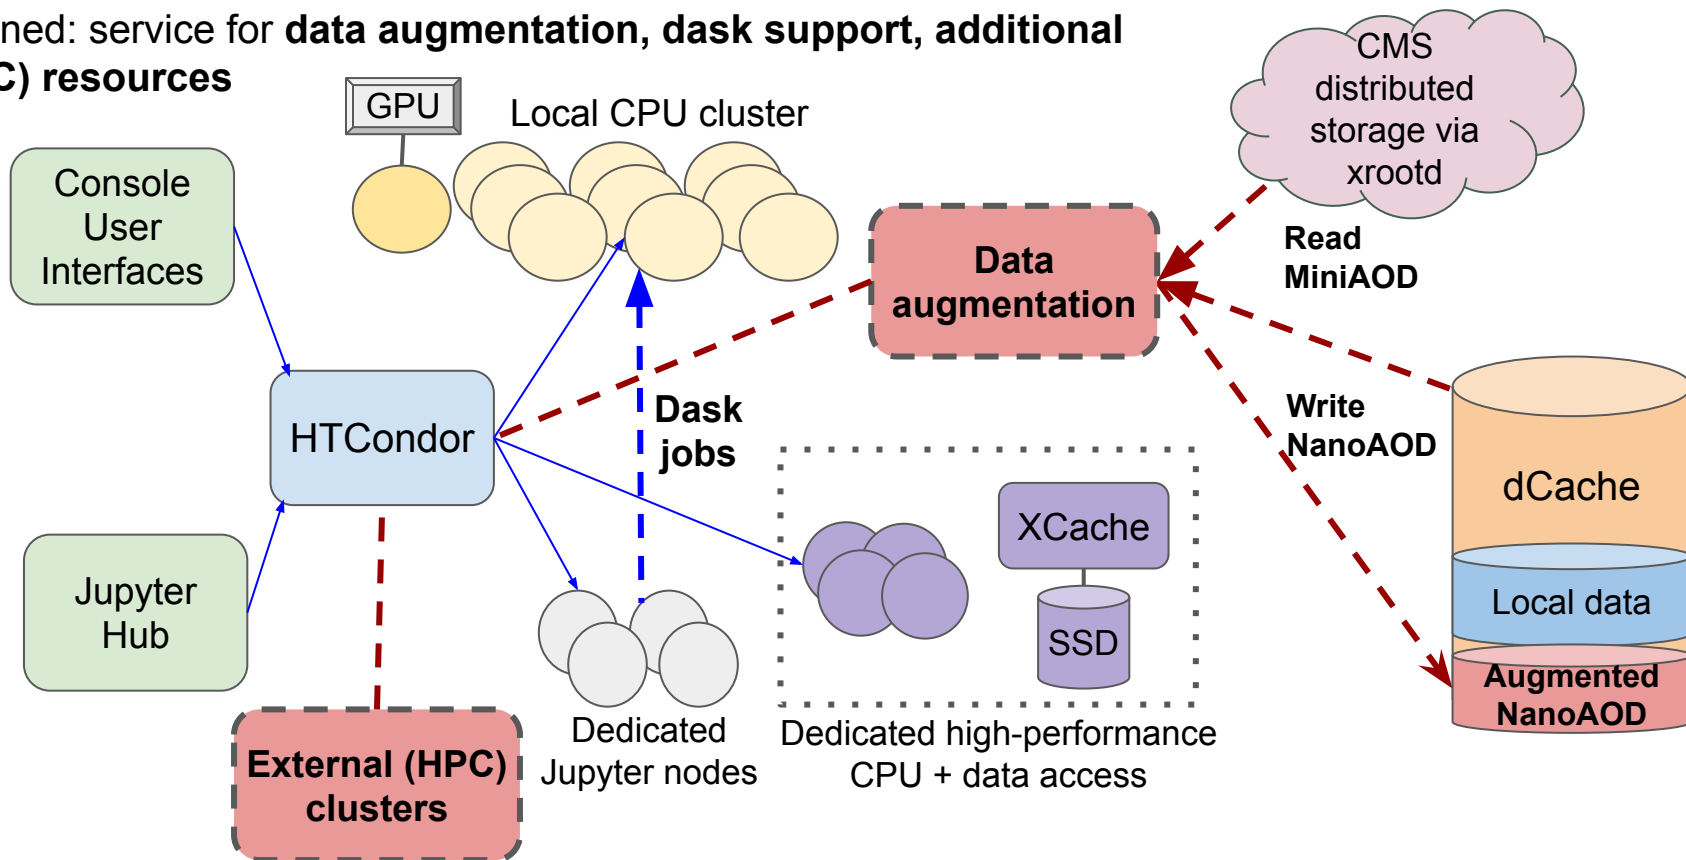 ned: service for data augmentation, dask support, additional
C) resources
GPU
Local CPU cluster
CMS
distributed
storage via
xrootd
Console
User
Interfaces
Data
augmentation
Read
MiniAOD
HTCondor
Dask
jobs
Write
NanoAOD
dCache
XCache
SSD
Local data
Jupyter
Hub
Augmented
NanoAOD
External (HPC)
clusters
Dedicated
Jupyter nodes
Dedicated high-performance
CPU + data access